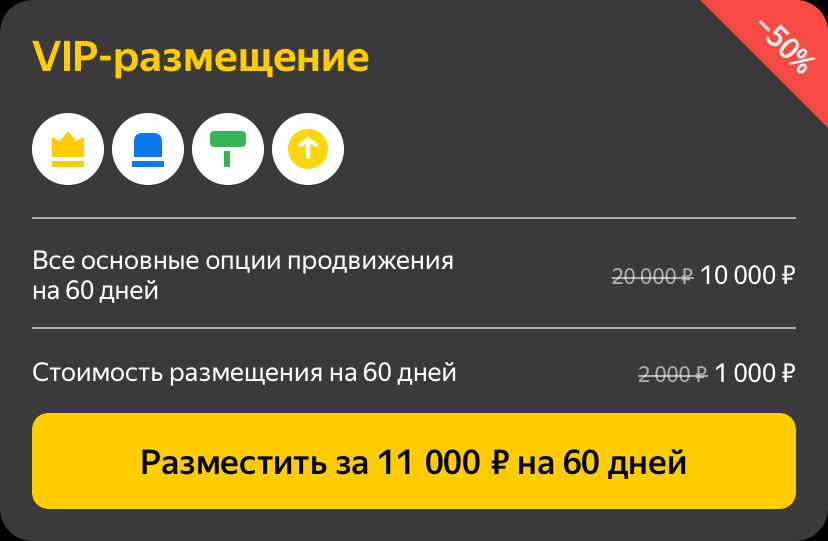 VIP-размещение
−50%
Все основные опции продвижения
на 60 дней
20 000 ₽ 10 000 ₽
Стоимость размещения на 60 дней
2 000 ₽ 1 000 ₽
Разместить за 11 000 ₽ на 60 дней